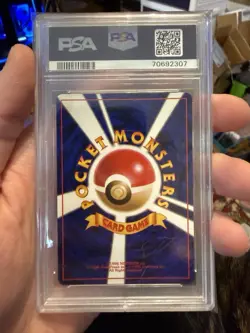 PSA
PSA
70692307
POCKET MONSTERS
CARD GAME